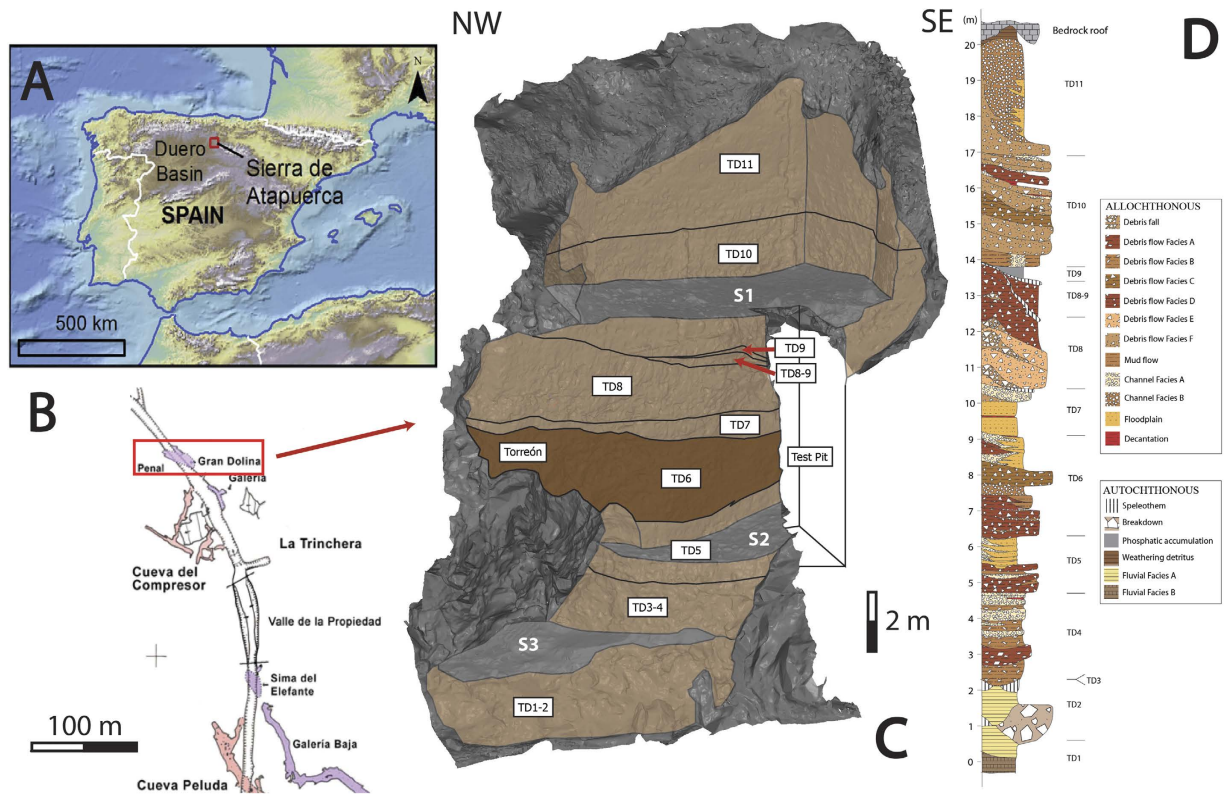 A
N
Duero
Basin
Sierra de
Atapuerca
SPAIN
500 km
B
Penal
Gran Dolina
Galería
La Trinchera
Cueva del
Compresor
Valle de la Propiedad
Sima del
Elefante
100 m
Galería Baja
Cueva Peluda
NW
SE
TD11
TD10
S1
TD9
TD8-9
TD8
TD7
Torreón
TD6
Test Pit
TD5
S2
TD3-4
S3
TD1-2
2 m
C
D
(m)
Bedrock roof
20
19
TD11
18
17
16
TD10
15
14
TD9
13
TD8-9
12
TD8
11
10
TD7
9
8
TD6
7
6
TD5
5
4
TD4
3
TD3
2
TD2
1
0
TD1
ALLOCHTHONOUS
Debris fall
Debris flow Facies A
Debris flow Facies B
Debris flow Facies C
Debris flow Facies D
Debris flow Facies E
Debris flow Facies F
Mud flow
Channel Facies A
Channel Facies B
Floodplain
Decantation
AUTOCHTHONOUS
Speleothem
Breakdown
Phosphatic accumulation
Weathering detritus
Fluvial Facies A
Fluvial Facies B